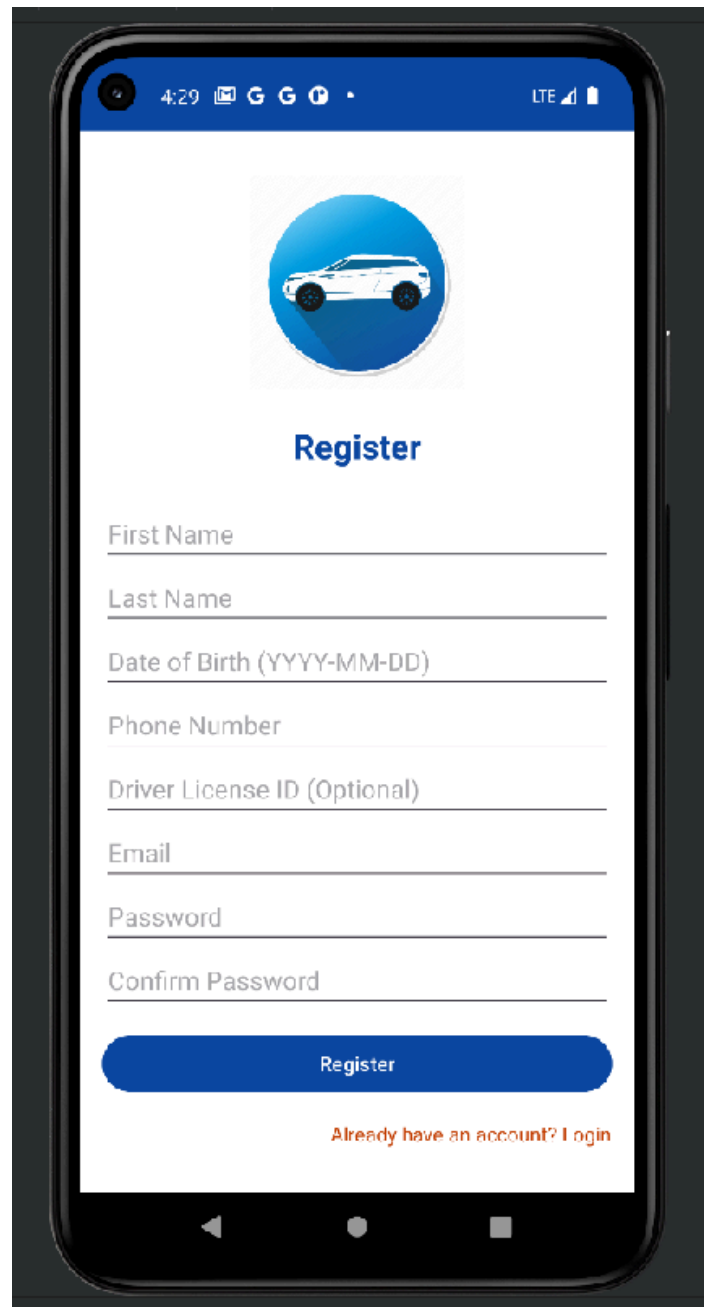 4:29 M G G LTE
Register
First Name
Last Name
Date of Birth (YYYY-MM-DD)
Phone Number
Driver License ID (Optional)
Email
Password
Confirm Password
Register
Already have an account? Login